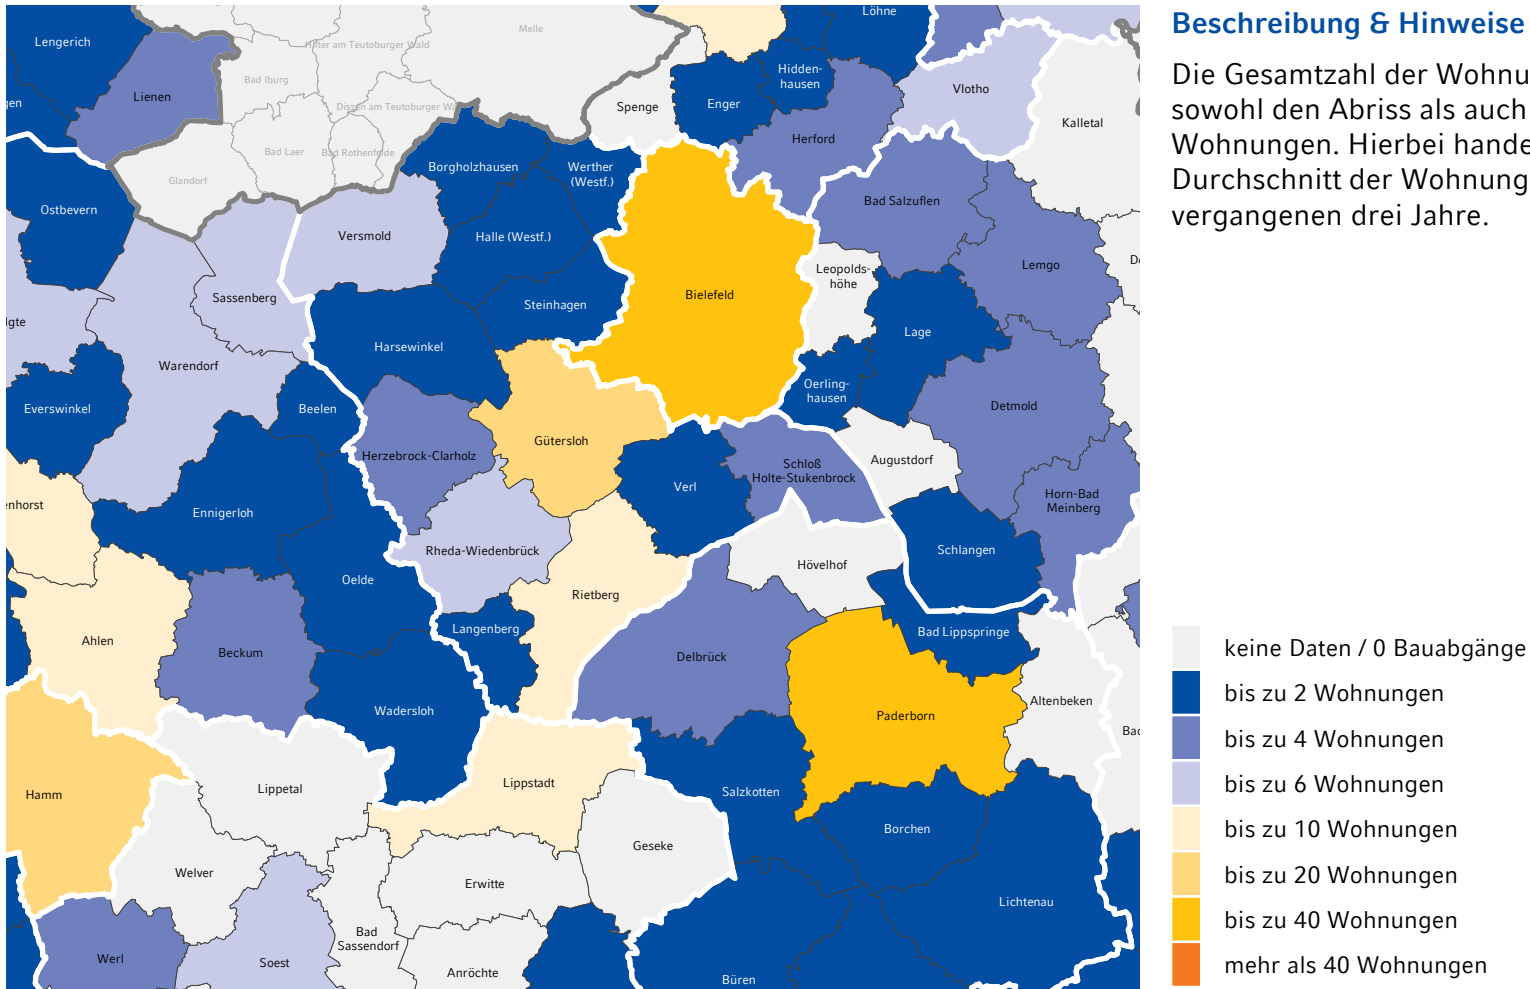 Beschreibung & Hinweise
Die Gesamtzahl der Wohnu
sowohl den Abriss als auch
Wohnungen. Hierbei hande
Durchschnitt der Wohnung
vergangenen drei Jahre.
Lengerich
Löhne
Melle
Hilter am Teutoburger Wald
Bad Iburg
Hidden-
hausen
Vlotho
Lienen
gen
Dissen am Teutoburger Wa
Spenge
Enger
Kalletal
Herford
Bad Laer
Bad Rothenfelde
Borgholzhausen
Werther
(Westf.)
Glandorf
Bad Salzuflen
Ostbevern
Versmold
Halle (Westf.)
Lemgo
De
Leopolds-
höhe
Sassenberg
Bielefeld
Steinhagen
lgte
Lage
Harsewinkel
Warendorf
Oerling-
hausen
Everswinkel
Beelen
Detmold
Gütersloh
Herzebrock-Clarholz
Augustdorf
Schloß
Holte-Stukenbrock
Verl
Horn-Bad
Meinberg
enhorst
Ennigerloh
Rheda-Wiedenbrück
Schlangen
Hövelhof
Oelde
Rietberg
Langenberg
Bad Lippspringe
Ahlen
Beckum
Delbrück
Altenbeken
Wadersloh
Paderborn
Bad
Lippstadt
Lippetal
Salzkotten
Hamm
Borchen
Geseke
Welver
Erwitte
Lichtenau
Bad
Sassendorf
Werl
Soest
Anröchte
Büren
keine Daten / 0 Bauabgänge
bis zu 2 Wohnungen
bis zu 4 Wohnungen
bis zu 6 Wohnungen
bis zu 10 Wohnungen
bis zu 20 Wohnungen
bis zu 40 Wohnungen
mehr als 40 Wohnungen